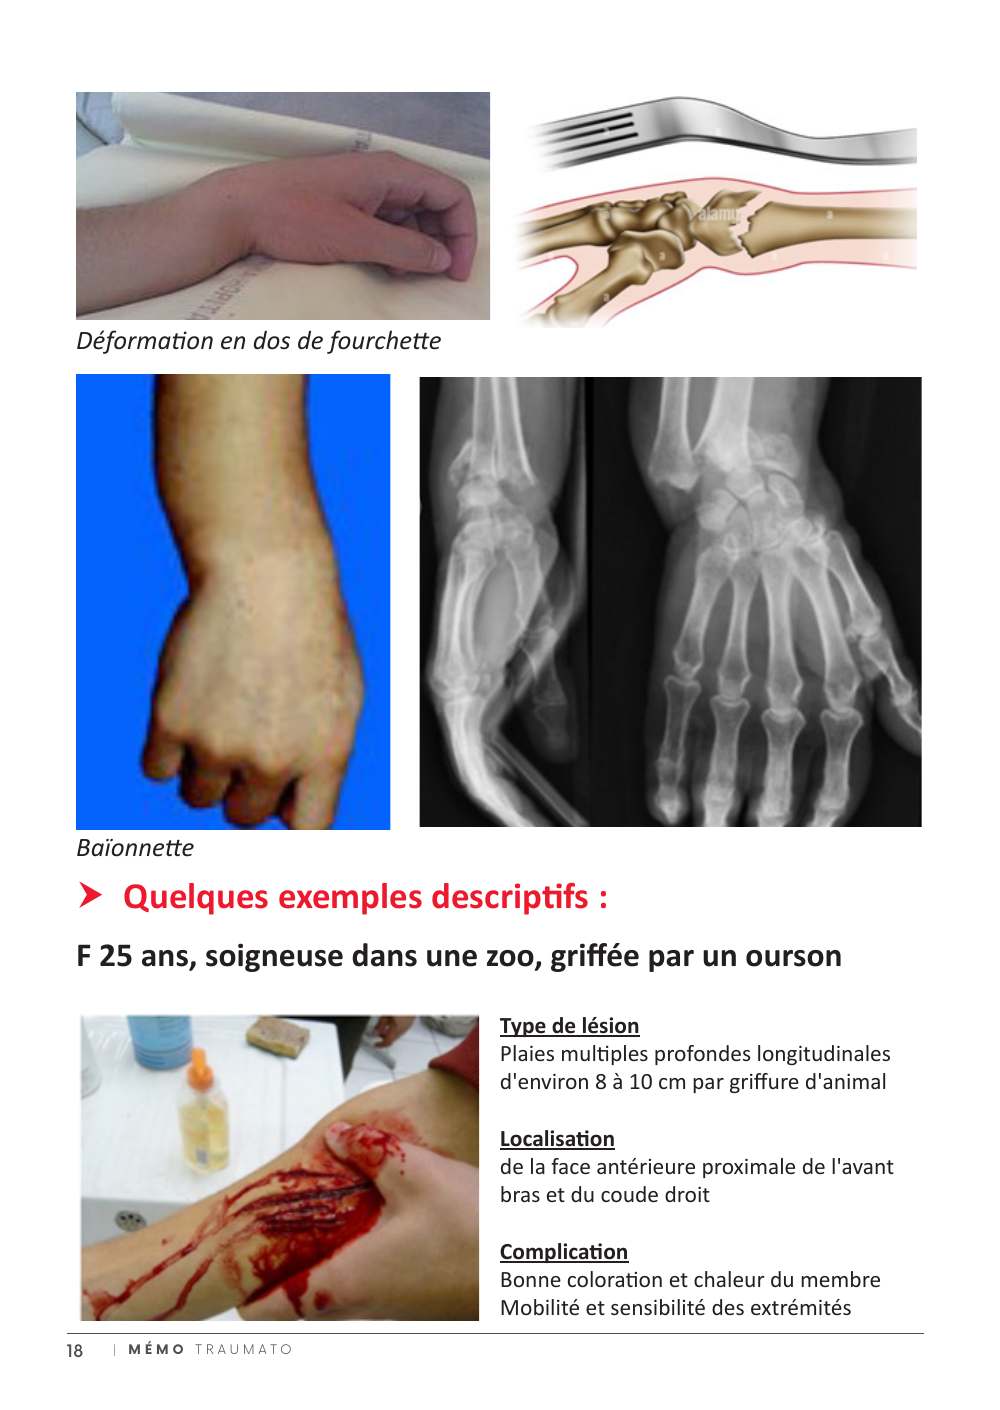 alamy
a
a
a
a
Déformation en dos de fourchette
Baïonnette
Quelques exemples descriptifs :
F 25 ans, soigneuse dans une zoo, griffée par un ourson
Type de lésion
Plaies multiples profondes longitudinales
d'environ 8 à 10 cm par griffure d'animal
Localisation
de la face antérieure proximale de l'avant
bras et du coude droit
Complication
Bonne coloration et chaleur du membre
Mobilité et sensibilité des extrémités
18 | MÉMO TRAUMATO